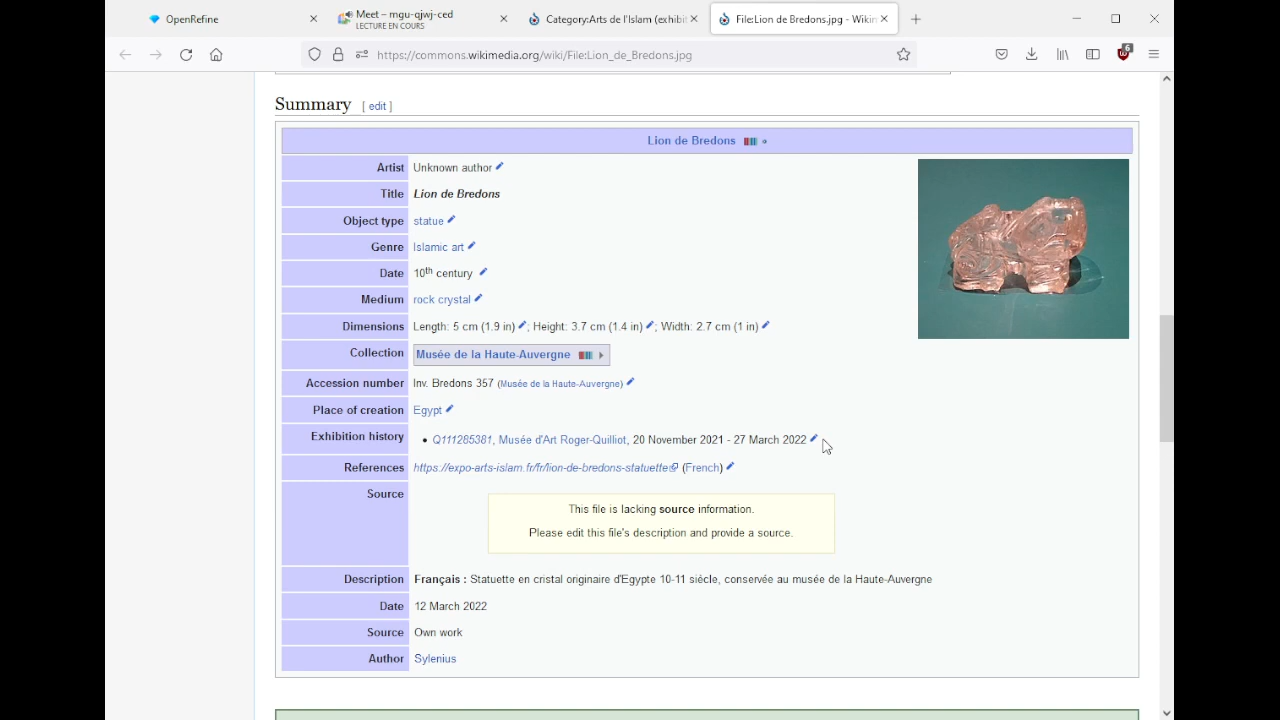 OpenRefine
Meet – mgu-qjwj-ced
LECTURE EN COURS
Category:Arts de l'Islam (exhibit
File:Lion de Bredons.jpg - Wikim
https://commons.wikimedia.org/wiki/File:Lion_de_Bredons.jpg
6
Summary [ edit ]
Lion de Bredons
Artist Unknown author
Title Lion de Bredons
Object type statue
Genre Islamic art
Date 10th century
Medium rock crystal
Dimensions Length: 5 cm (1.9 in) ; Height: 3.7 cm (1.4 in) ; Width: 2.7 cm (1 in)
Collection Musée de la Haute-Auvergne
Accession number Inv. Bredons 357 (Musée de la Haute-Auvergne)
Place of creation Egypt
Exhibition history • Q111285381, Musée d'Art Roger-Quilliot, 20 November 2021 - 27 March 2022
References https://expo-arts-islam.fr/fr/lion-de-bredons-statuette (French)
Source This file is lacking source information.
Please edit this file's description and provide a source.
Description Français : Statuette en cristal originaire d'Egypte 10-11 siècle, conservée au musée de la Haute-Auvergne
Date 12 March 2022
Source Own work
Author Sylenius